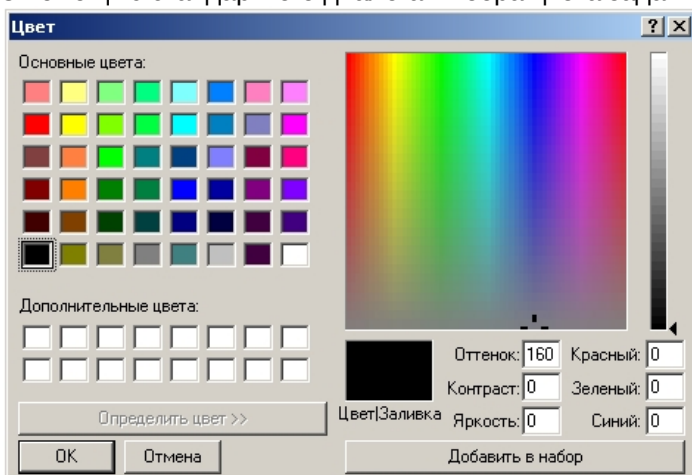 Цвет
Основные цвета:
Дополнительные цвета:
Определить цвет >>
OK Отмена
Цвет|Заливка
Оттенок: 160 Красный: 0
Контраст: 0 Зеленый: 0
Яркость: 0 Синий: 0
Добавить в набор